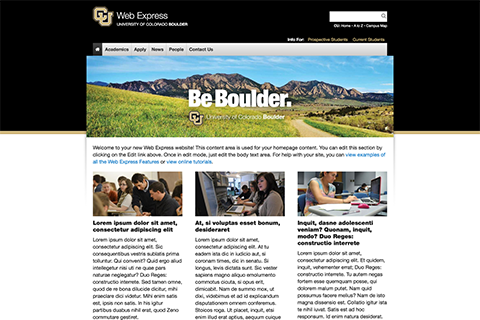 CU Web Express
UNIVERSITY OF COLORADO BOULDER
CU: Home • A to Z • Campus Map
Info For: Prospective Students Current Students
Academics Apply News People Contact Us
Be Boulder.
CU University of Colorado Boulder
Welcome to your new Web Express website! This content area is used for your homepage content. You can edit this section by
clicking on the Edit link above. Once in edit mode, just edit the body text area. For help with your site, you can view examples of
all the Web Express Features or view online tutorials.
Lorem ipsum dolor sit amet,
consectetur adipiscing elit
Lorem ipsum dolor sit amet,
consectetur adipiscing elit. Sic
consequentibus vestris sublatis prima
tolluntur. Qui convenit? Quid ergo aliud
intellegetur nisi uti ne quae pars
naturae neglegatur? Duo Reges:
constructio interrete. Sed tamen omne,
quod de re bona dilucide dicitur, mihi
praeclare dici videtur. Mihi enim satis
est, ipsis non satis. In his igitur
partibus duabus nihil erat, quod Zeno
commutare gestiret.
At, si voluptas esset bonum,
desideraret
Lorem ipsum dolor sit amet,
consectetur adipiscing elit. At tu
eadem ista dic in iudicio aut, si
coronam times, dic in senatu. Si
longus, levis dictata sunt. Sic vester
sapiens magno aliquo emolumento
commotus cicuta, si opus erit,
dimicabit. Nam de summo mox, ut
dixi, videbimus et ad id explicandum
disputationem omnem conferemus.
Stoicos roga. Ut placet, inquit, etsi
enim illud erat aptius, aequum cuique
Inquit, dasne adolescenti
veniam? Quonam, inquit,
modo? Duo Reges:
constructio interrete
Lorem ipsum dolor sit amet,
consectetur adipiscing elit. Et quidem,
inquit, vehementer errat; Duo Reges:
constructio interrete. Tu autem negas
fortem esse quemquam posse, qui
dolorem malum putet. Nam quid
possumus facere melius? Nam de isto
magna dissensio est. Collatio igitur ista
te nihil iuvat. Sed ad haec, nisi
molestum est, habeo quae velim. Satis est ad hoc
responsum. Id enim natura desiderat.